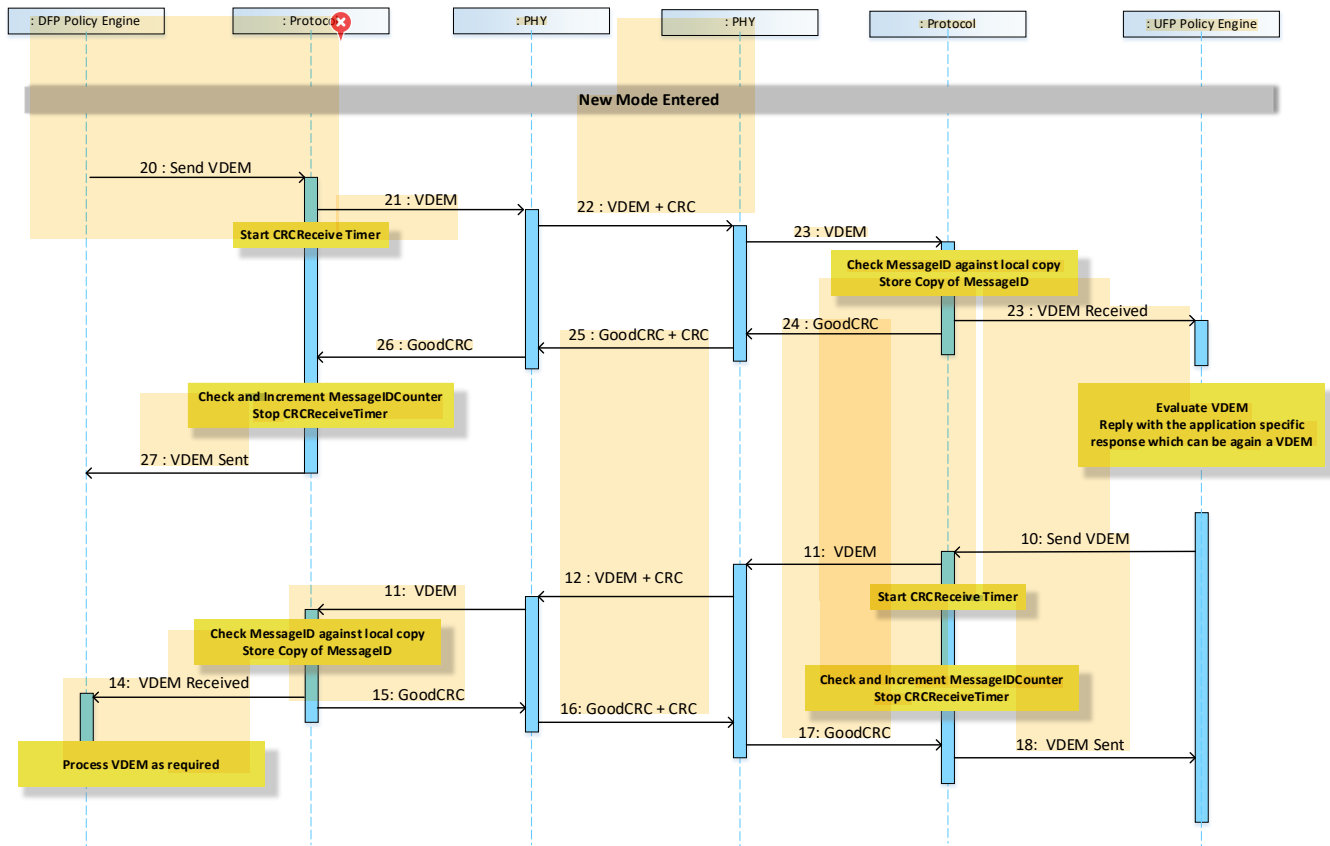 : DFP Policy Engine
: Protocol
: PHY
: PHY
: Protocol
: UFP Policy Engine
New Mode Entered
20 : Send VDEM
21 : VDEM
22 : VDEM + CRC
Start CRCReceive Timer
23 : VDEM
Check MessageID against local copy
Store Copy of MessageID
23 : VDEM Received
24 : GoodCRC
25 : GoodCRC + CRC
26 : GoodCRC
Check and Increment MessageIDCounter
Stop CRCReceiveTimer
Evaluate VDEM
Reply with the application specific
response which can be again a VDEM
27 : VDEM Sent
10: Send VDEM
11: VDEM
12 : VDEM + CRC
11: VDEM
Start CRCReceive Timer
Check MessageID against local copy
Store Copy of MessageID
Check and Increment MessageIDCounter
Stop CRCReceiveTimer
14: VDEM Received
15: GoodCRC
16: GoodCRC + CRC
17: GoodCRC
18: VDEM Sent
Process VDEM as required